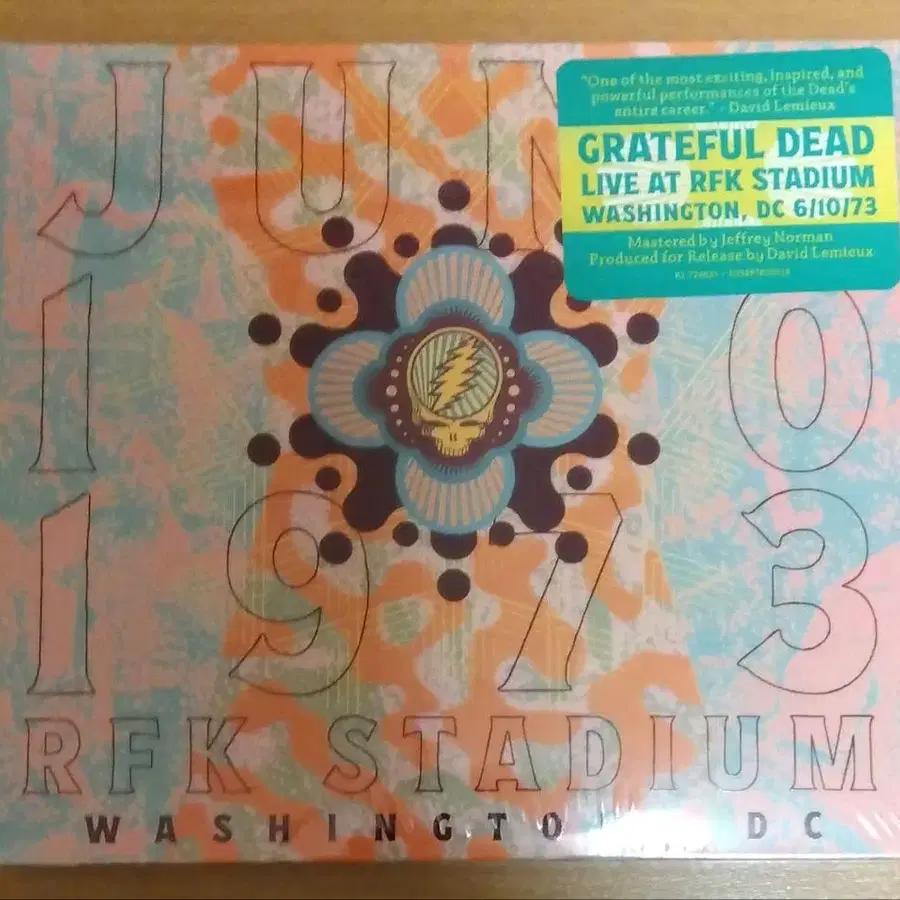 JUN
1 0
1973
RFK STADIUM
WASHINGTO DC
"One of the most exciting, inspired, and
powerful performances of the Dead's
entire career." - David Lemieux
GRATEFUL DEAD
LIVE AT RFK STADIUM
WASHINGTON, DC 6/10/73
Mastered by Jeffrey Norman
Produced for Release by David Lemieux